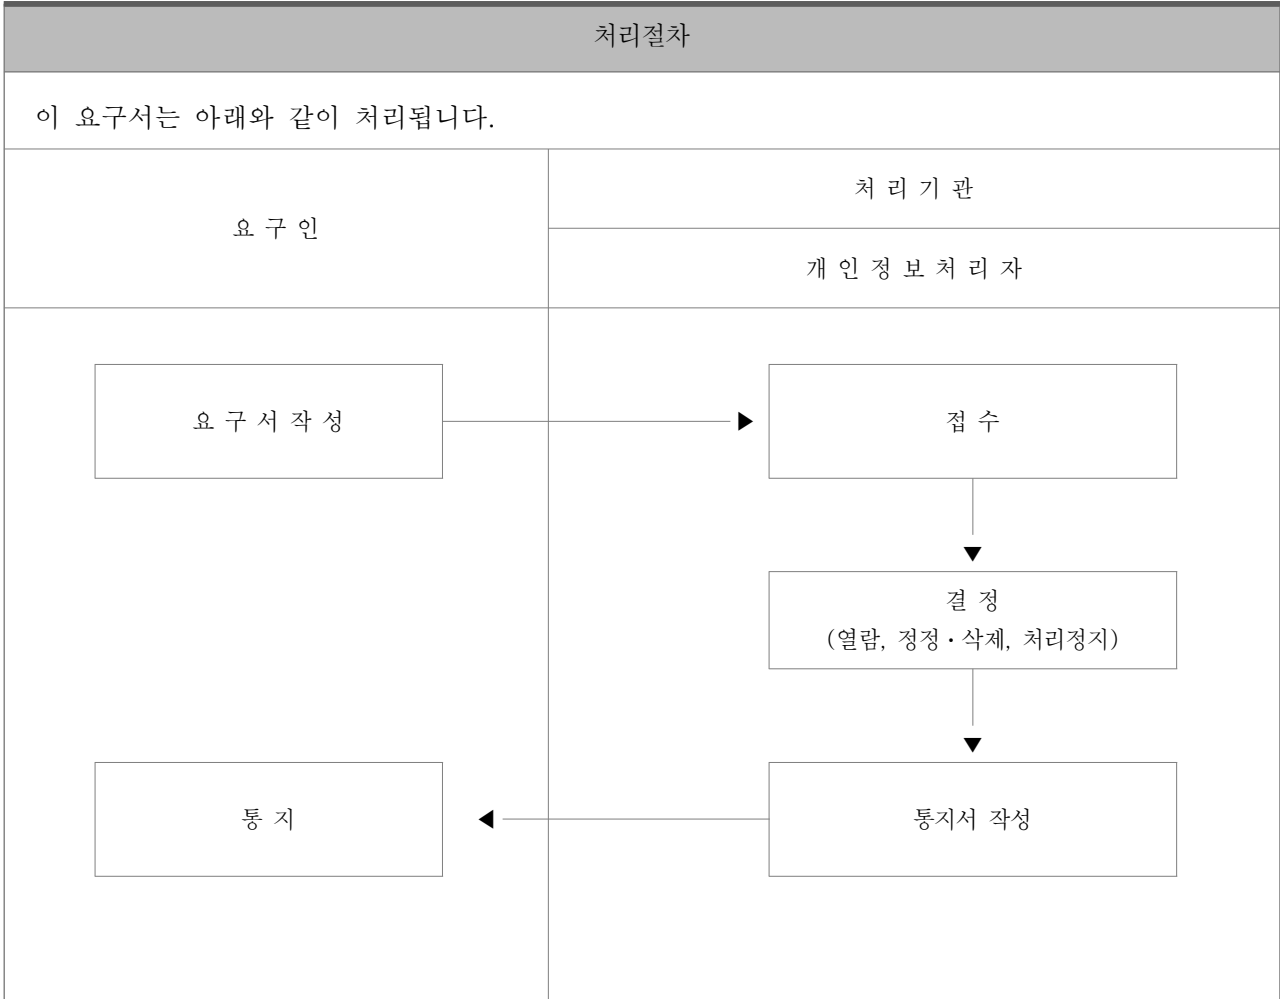 처리절차
이 요구서는 아래와 같이 처리됩니다.
요 구 인
처 리 기 관
개 인 정 보 처 리 자
요 구 서 작 성
접 수
결 정
(열람, 정정·삭제, 처리정지)
통 지
통지서 작성